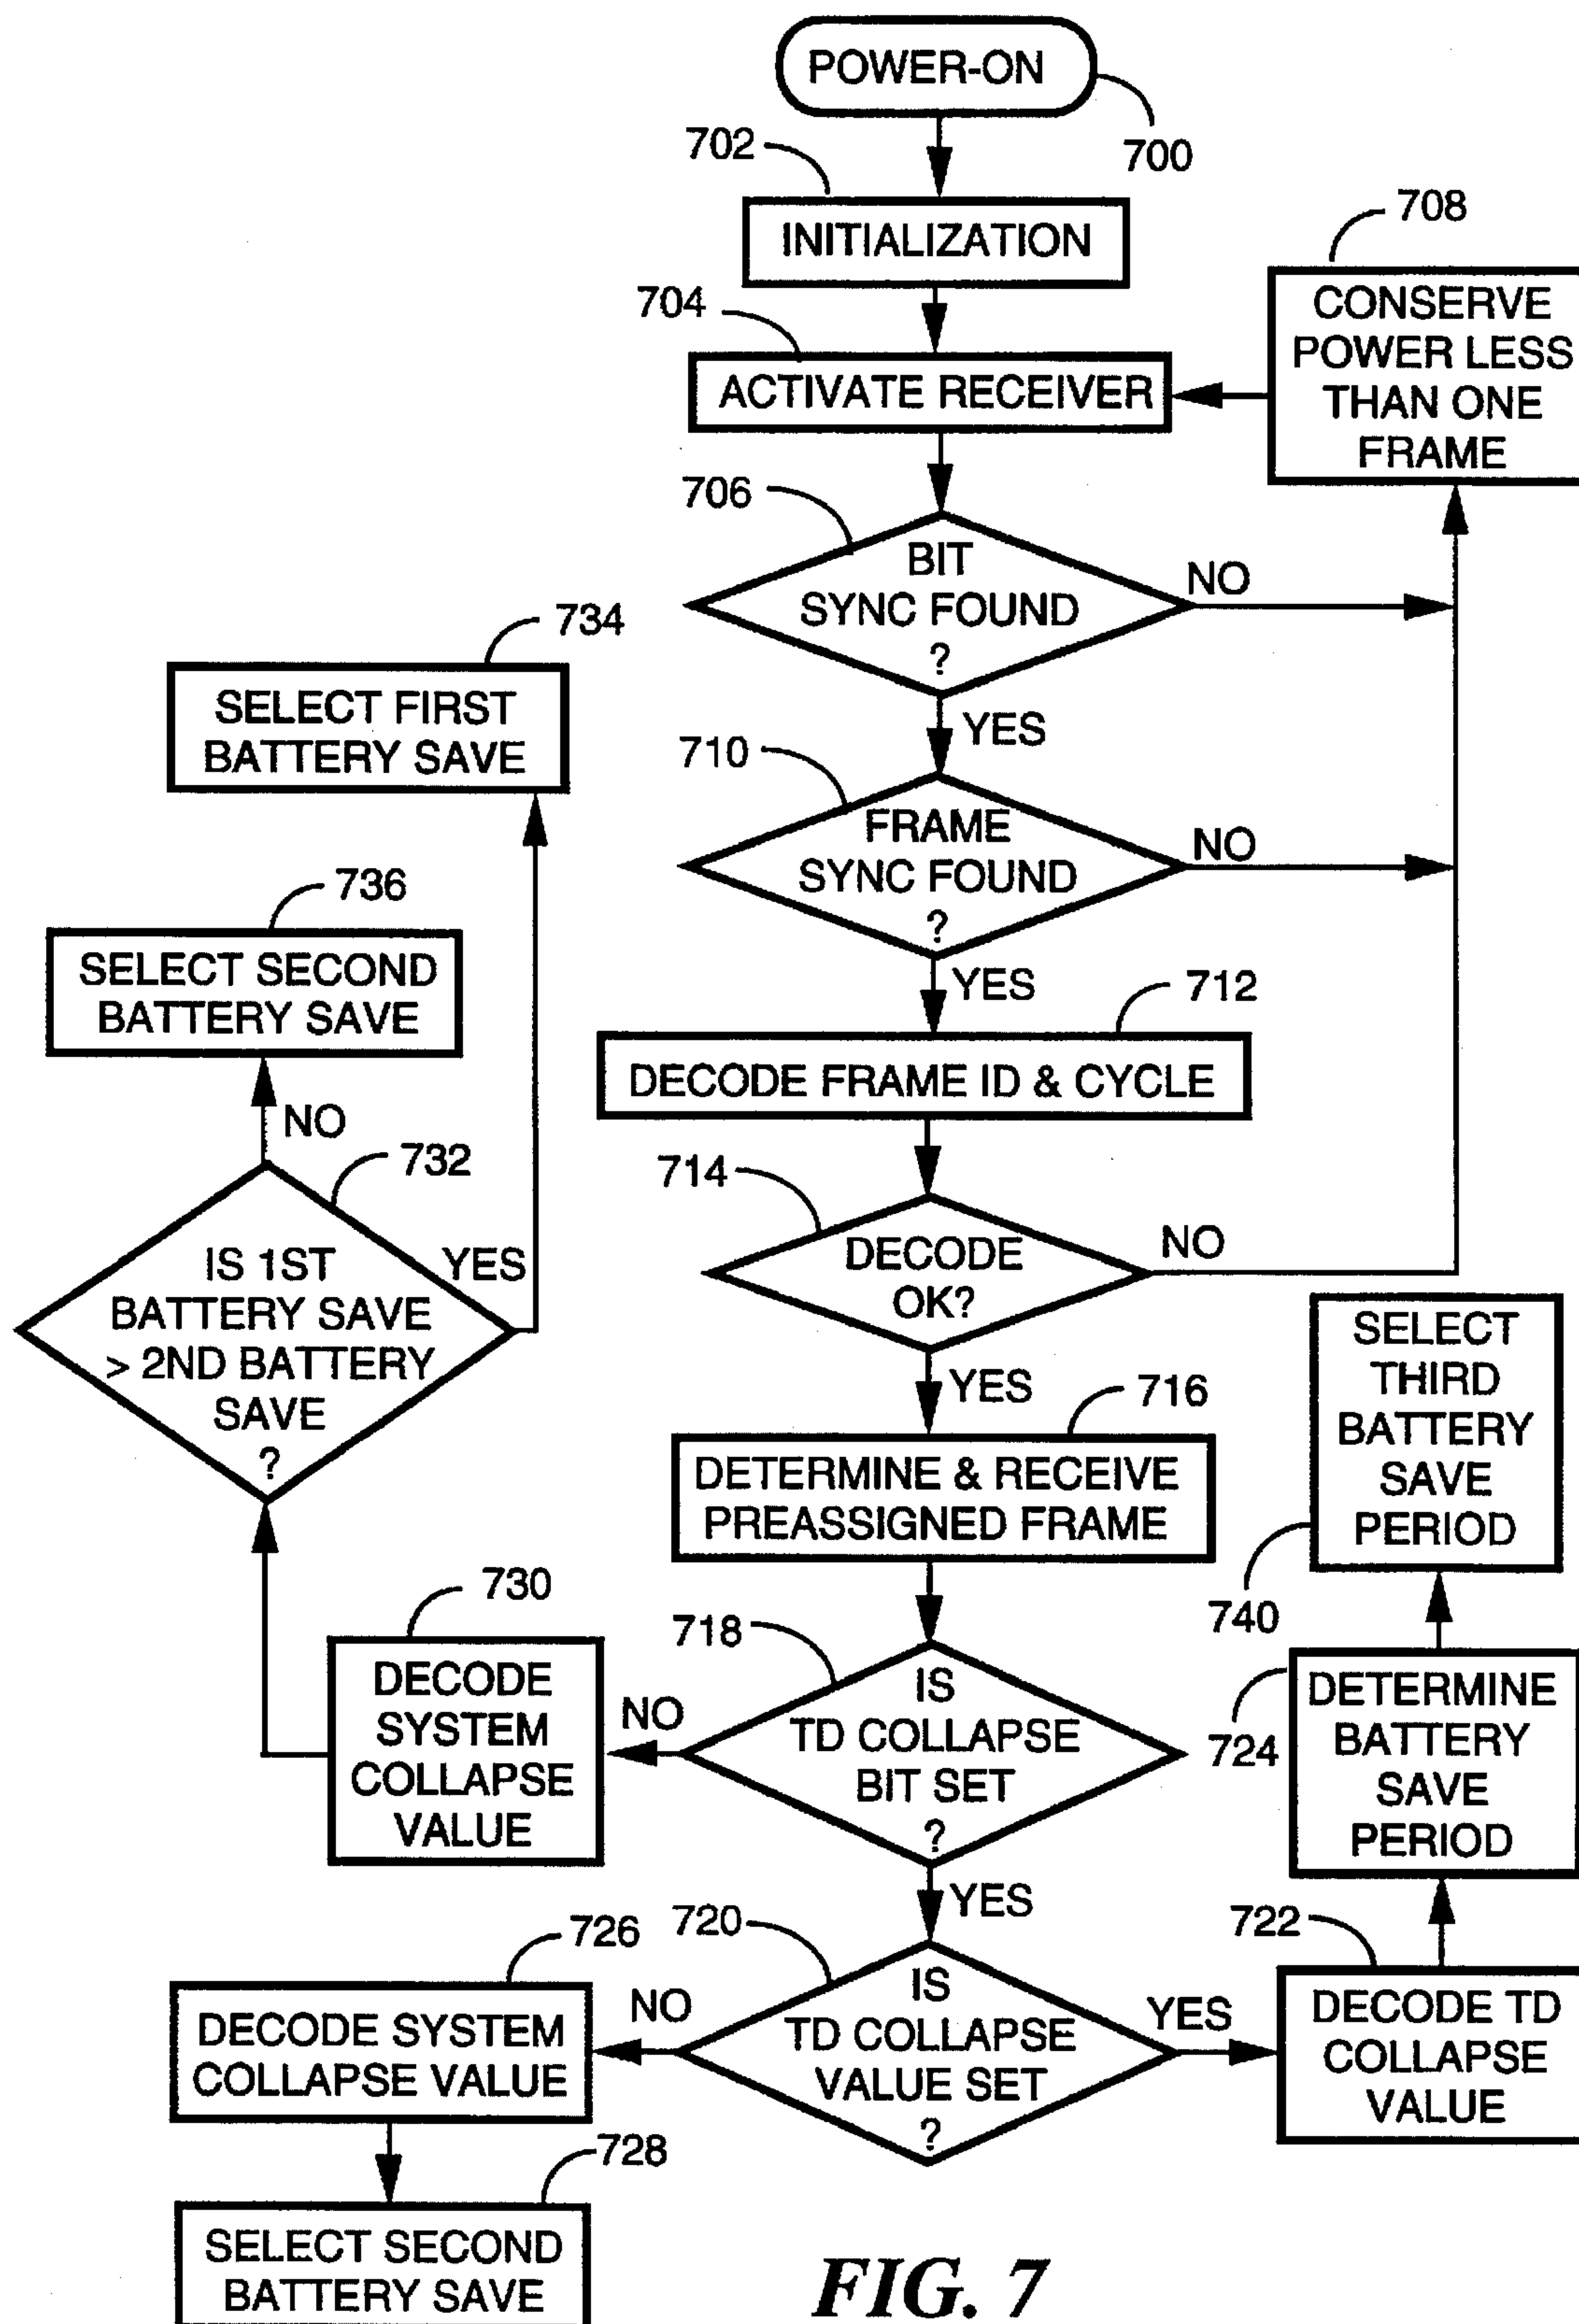 POWER-ON
700
702
INITIALIZATION
708
CONSERVE
POWER LESS
THAN ONE
FRAME
704
ACTIVATE RECEIVER
706
BIT
SYNC FOUND
?
NO
YES
734
SELECT FIRST
BATTERY SAVE
710
FRAME
SYNC FOUND
?
NO
YES
736
SELECT SECOND
BATTERY SAVE
712
DECODE FRAME ID & CYCLE
NO
732
IS 1ST
BATTERY SAVE
> 2ND BATTERY
SAVE
?
YES
714
DECODE
OK?
NO
YES
716
DETERMINE & RECEIVE
PREASSIGNED FRAME
SELECT
THIRD
BATTERY
SAVE
PERIOD
740
730
DECODE
SYSTEM
COLLAPSE
VALUE
718
IS
TD COLLAPSE
BIT SET
?
NO
YES
724
DETERMINE
BATTERY
SAVE
PERIOD
726
DECODE SYSTEM
COLLAPSE VALUE
720
IS
TD COLLAPSE
VALUE SET
?
NO
YES
722
DECODE TD
COLLAPSE
VALUE
728
SELECT SECOND
BATTERY SAVE
FIG. 7